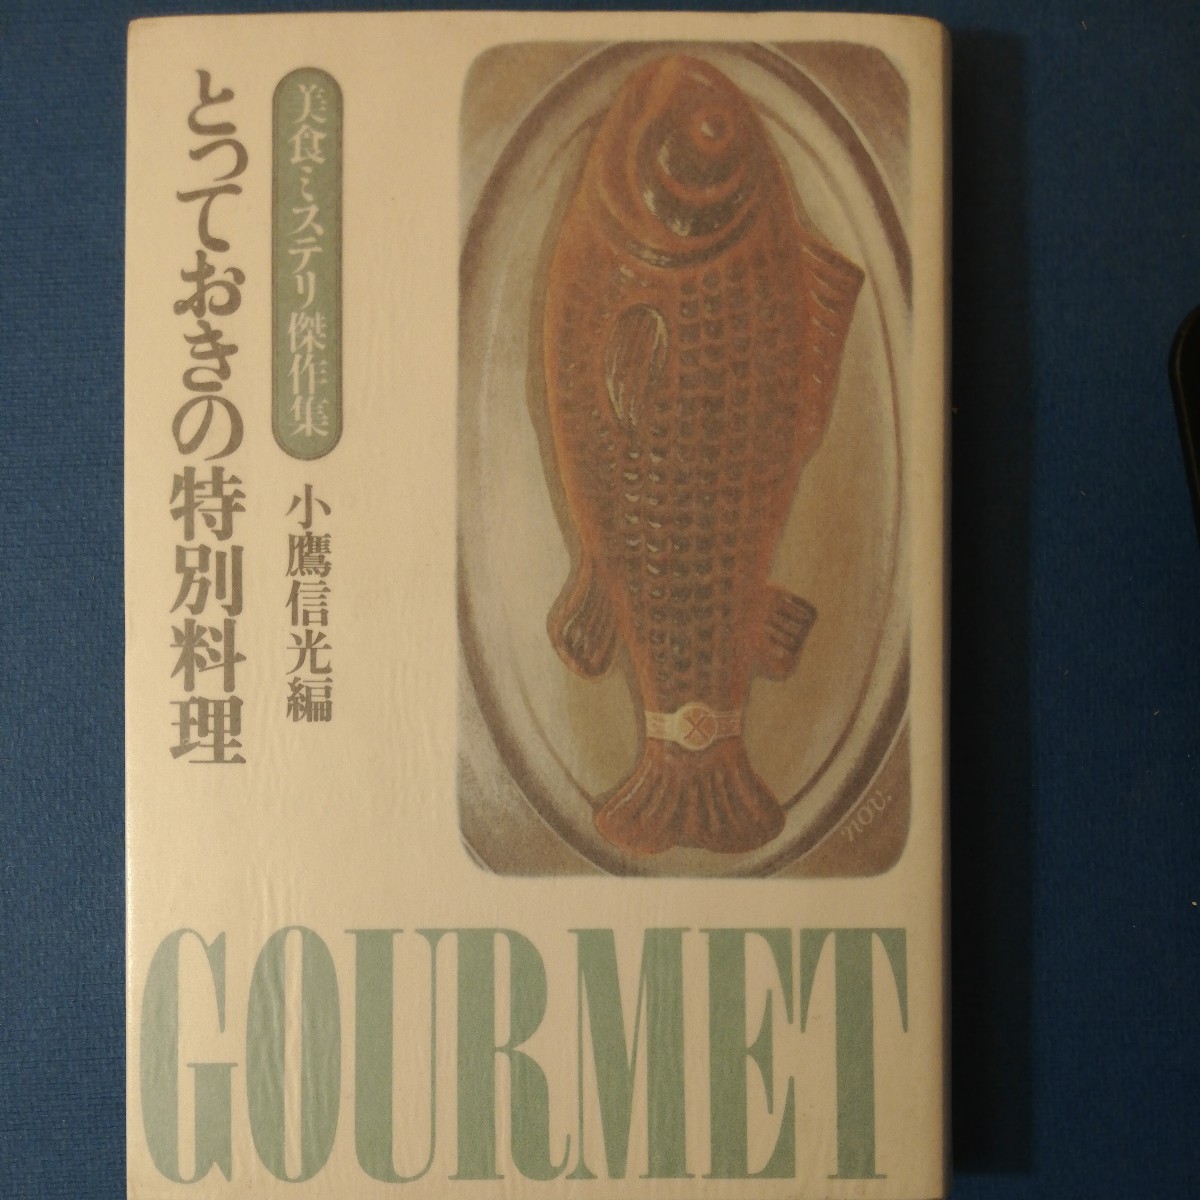 美食ミステリ傑作集
とっておきの特別料理
小鷹信光編
nov.
GOURMET